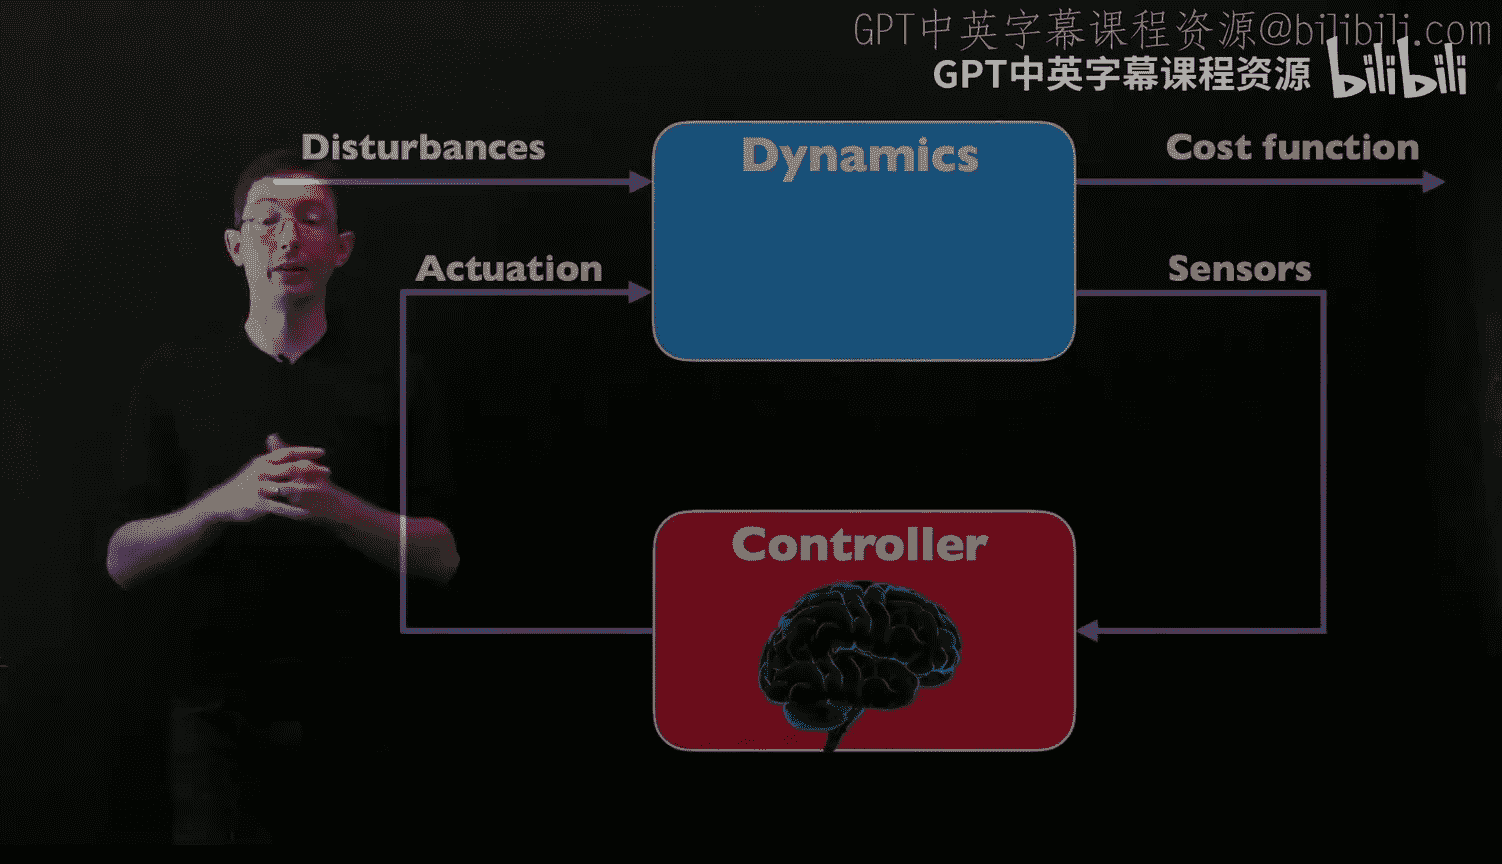 GPT中英字幕课程资源@bilibili.com
GPT中英字幕课程资源 bilibili
Disturbances
Dynamics
Cost function
Actuation
Sensors
Controller